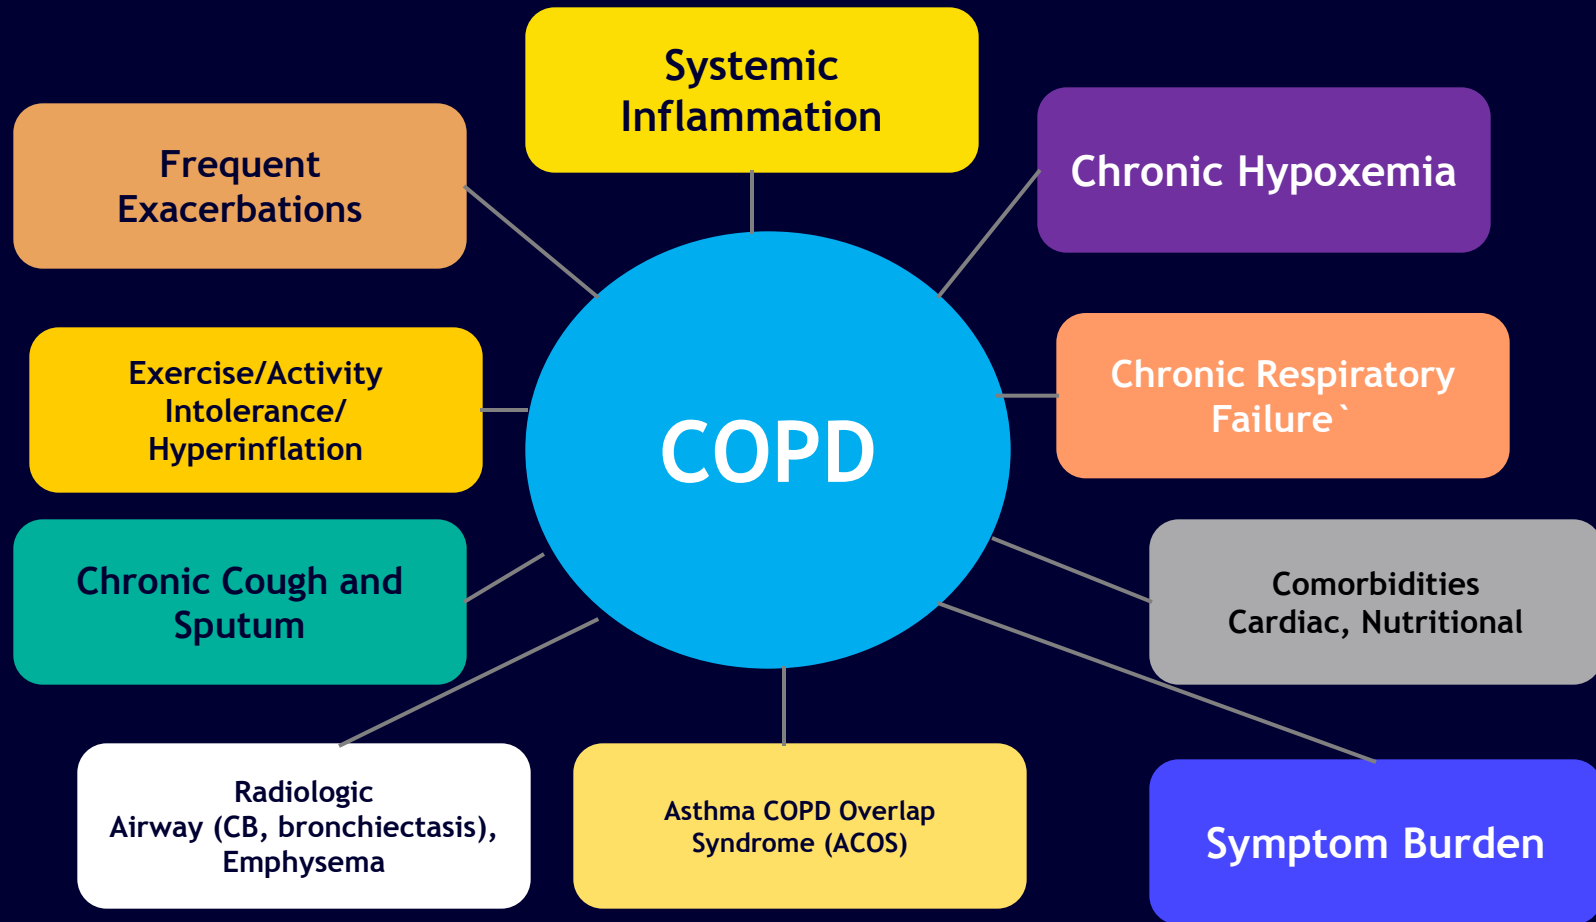 Systemic
Inflammation
Frequent
Exacerbations
Chronic Hypoxemia
Exercise/Activity
Intolerance/
Hyperinflation
Chronic Respiratory
Failure`
COPD
Chronic Cough and
Sputum
Comorbidities
Cardiac, Nutritional
Radiologic
Airway (CB, bronchiectasis),
Emphysema
Asthma COPD Overlap
Syndrome (ACOS)
Symptom Burden